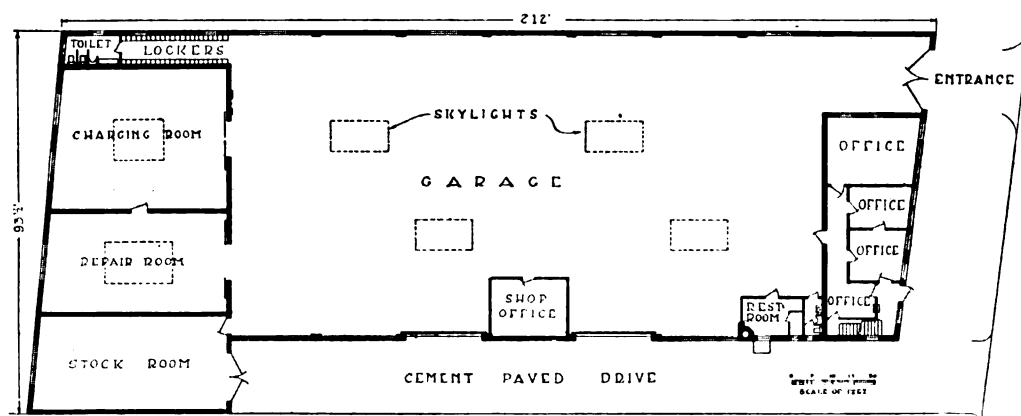 212'
TOILET
LOCKERS
ENTRANCE
SKYLIGHTS
CHARGING ROOM
OFFICE
GARAGE
OFFICE
93½'
OFFICE
REPAIR ROOM
SHOP
OFFICE
REST
ROOM
OFFICE
STOCK ROOM
CEMENT PAVED DRIVE
SCALE OF FEET